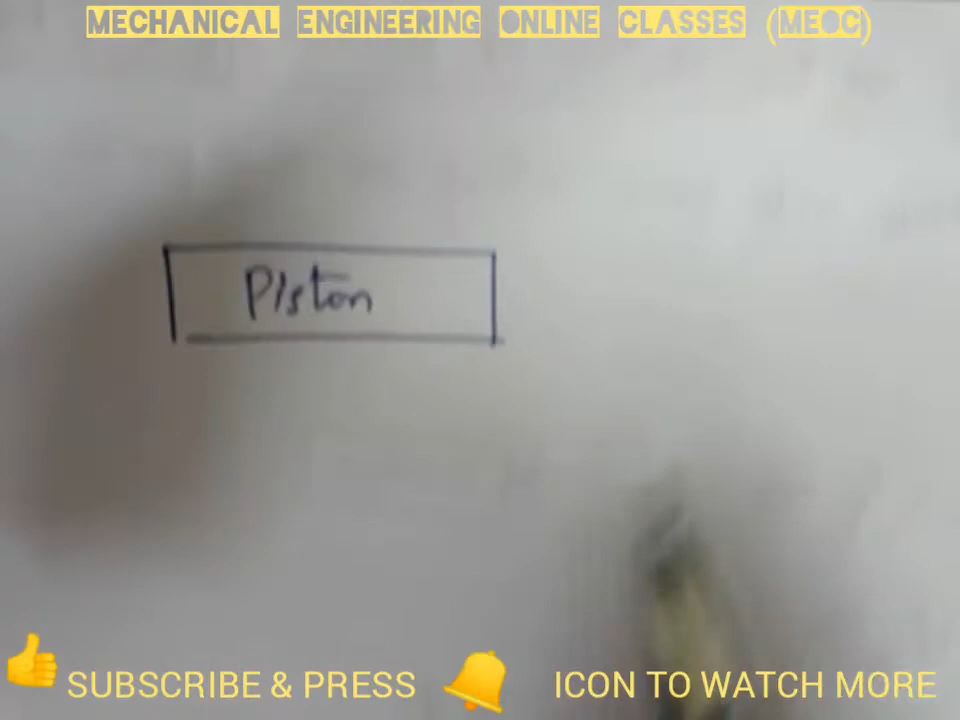 MECHANICAL ENGINEERING ONLINE CLASSES (MEOC)
Piston
SUBSCRIBE & PRESS ICON TO WATCH MORE